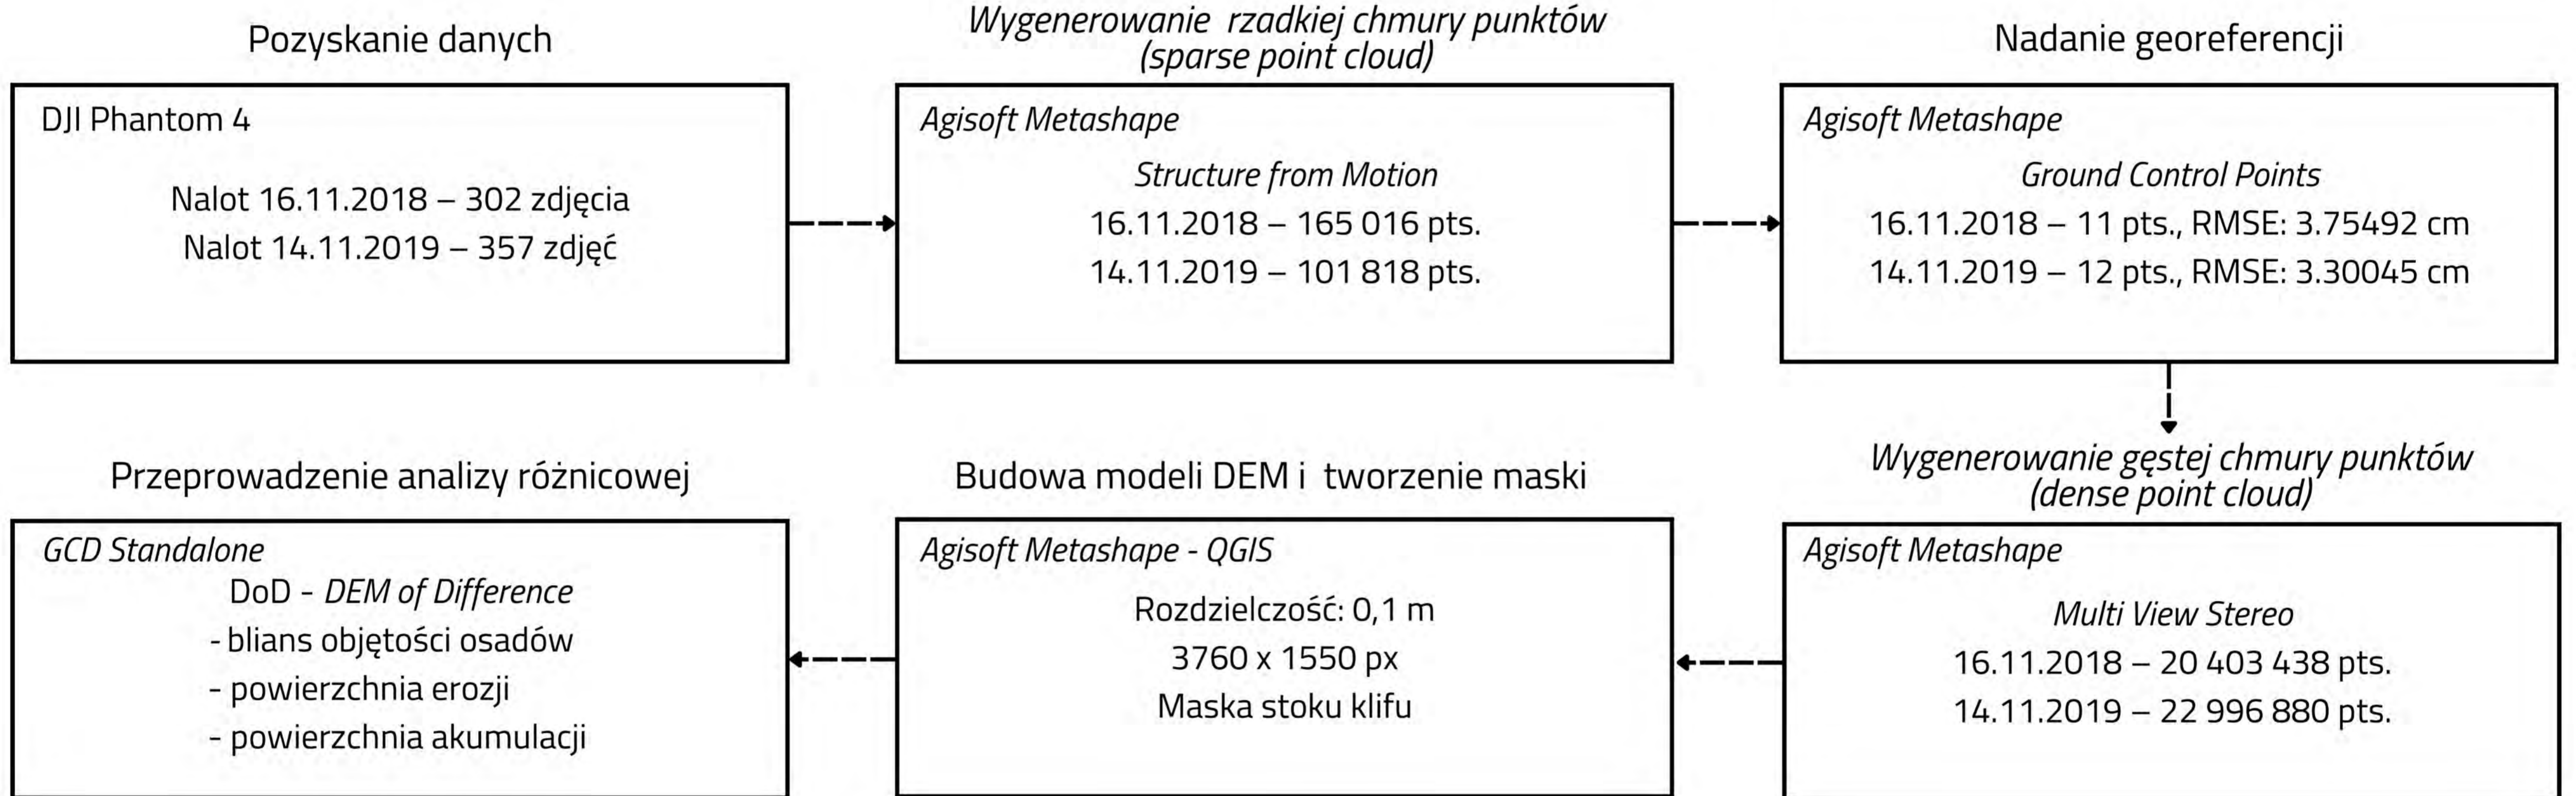 Pozyskanie danych
DJI Phantom 4
Nalot 16.11.2018 – 302 zdjęcia
Nalot 14.11.2019 – 357 zdjęć
Wygenerowanie rzadkiej chmury punktów
(sparse point cloud)
Agisoft Metashape
Structure from Motion
16.11.2018 – 165 016 pts.
14.11.2019 – 101 818 pts.
Nadanie georeferencji
Agisoft Metashape
Ground Control Points
16.11.2018 – 11 pts., RMSE: 3.75492 cm
14.11.2019 – 12 pts., RMSE: 3.30045 cm
Wygenerowanie gęstej chmury punktów
(dense point cloud)
Agisoft Metashape
Multi View Stereo
16.11.2018 – 20 403 438 pts.
14.11.2019 – 22 996 880 pts.
Budowa modeli DEM i tworzenie maski
Agisoft Metashape - QGIS
Rozdzielczość: 0,1 m
3760 x 1550 px
Maska stoku klifu
Przeprowadzenie analizy różnicowej
GCD Standalone
DoD - DEM of Difference
- blians objętości osadów
- powierzchnia erozji
- powierzchnia akumulacji